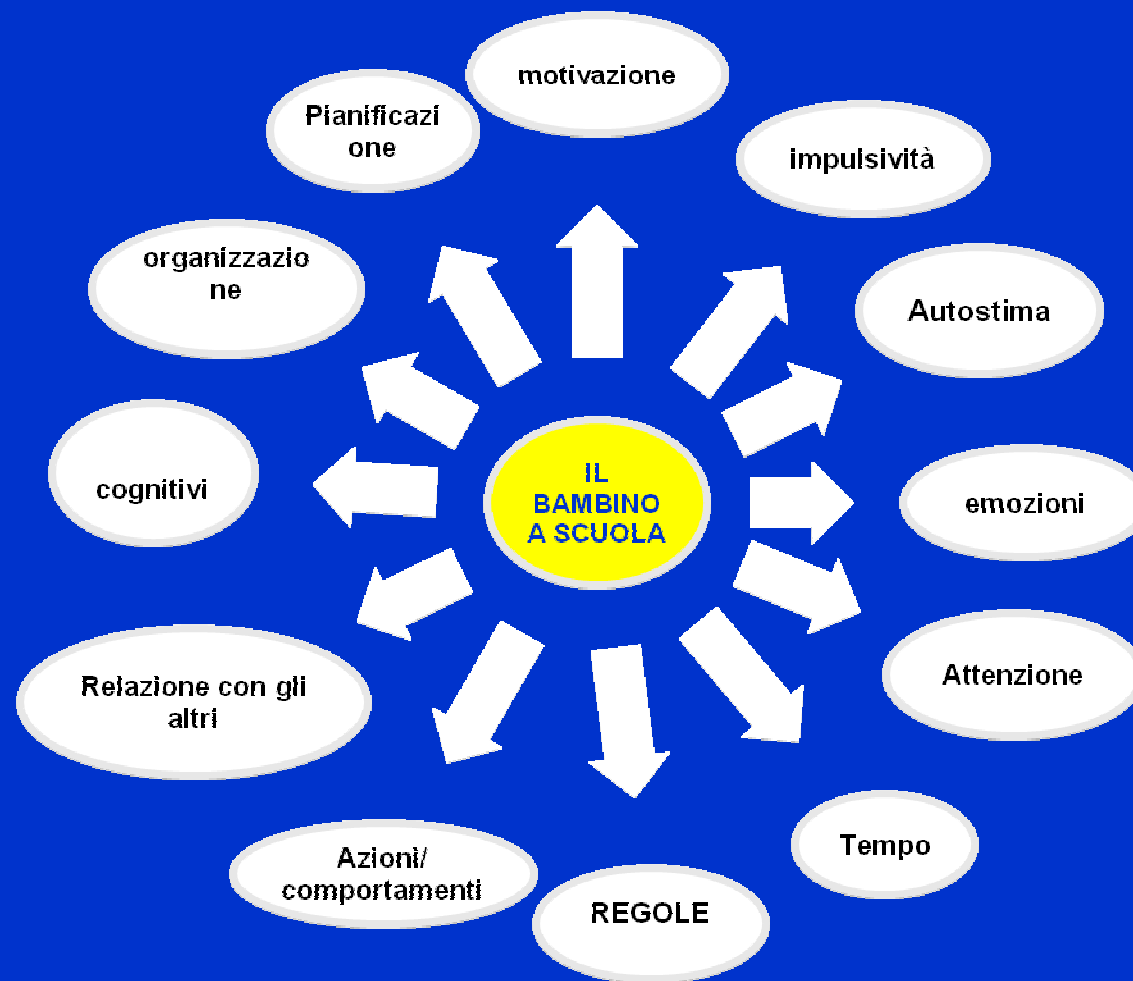 motivazione
Pianificazi
one
impulsività
organizzazio
ne
Autostima
cognitivi
IL
BAMBINO
A SCUOLA
emozioni
Relazione con gli
altri
Attenzione
Tempo
Azioni/
comportamenti
REGOLE